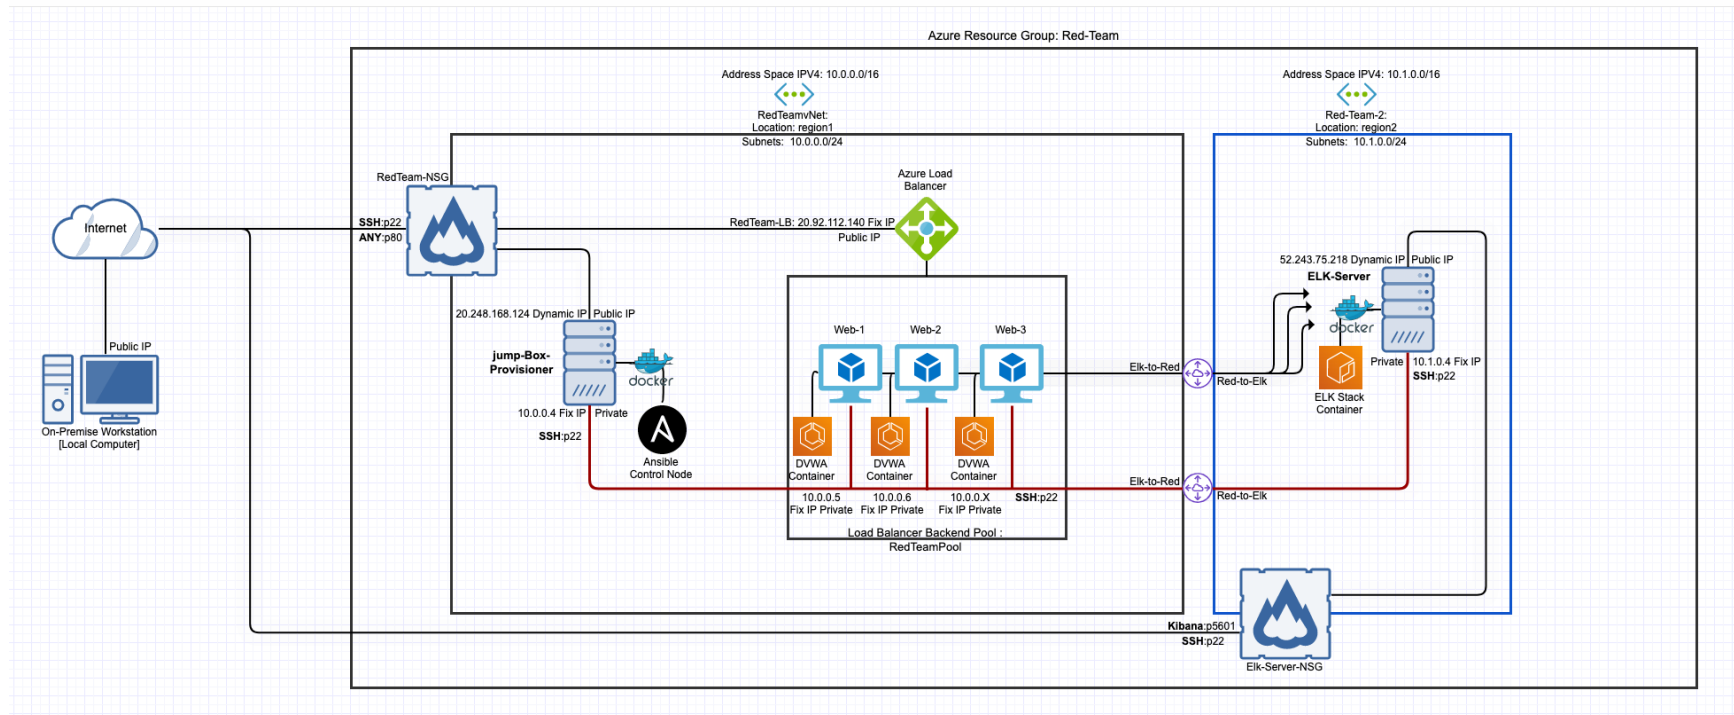 Azure Resource Group: Red-Team
Address Space IPV4: 10.0.0.0/16
RedTeamvNet:
Location: region1
Subnets: 10.0.0.0/24
Address Space IPV4: 10.1.0.0/16
Red-Team-2:
Location: region2
Subnets: 10.1.0.0/24
RedTeam-NSG
Internet
SSH:p22
ANY:p80
Azure Load
Balancer
RedTeam-LB: 20.92.112.140 Fix IP
Public IP
Public IP
On-Premise Workstation
[Local Computer]
20.248.168.124 Dynamic IP
Public IP
jump-Box-
Provisioner
docker
10.0.0.4 Fix IP
Private
SSH:p22
Ansible
Control Node
Web-1
Web-2
Web-3
DVWA
Container
DVWA
Container
DVWA
Container
10.0.0.5
Fix IP Private
10.0.0.6
Fix IP Private
10.0.0.X
Fix IP Private
SSH:p22
Load Balancer Backend Pool :
RedTeamPool
Elk-to-Red
Red-to-Elk
Elk-to-Red
Red-to-Elk
52.243.75.218 Dynamic IP
Public IP
ELK-Server
docker
ELK Stack
Container
Private
10.1.0.4 Fix IP
SSH:p22
Kibana:p5601
SSH:p22
Elk-Server-NSG